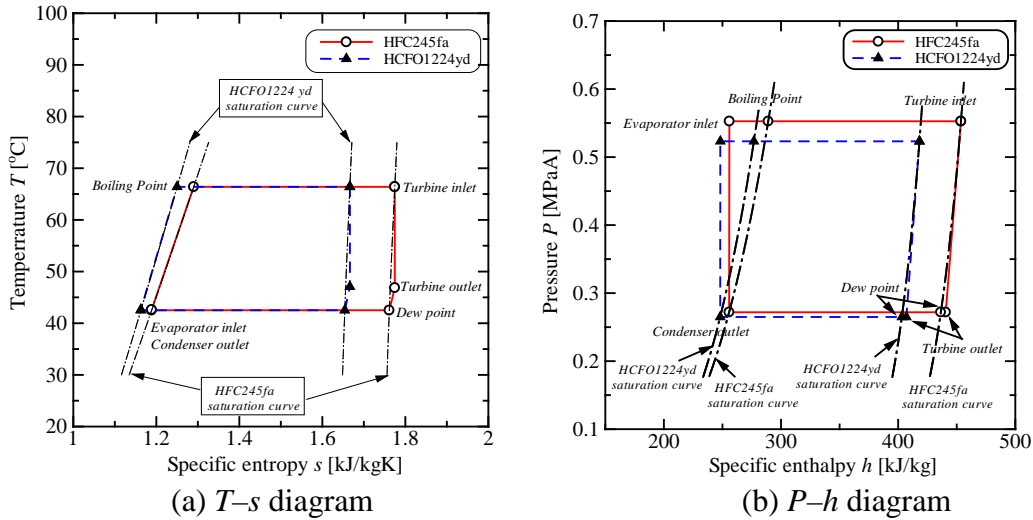 100
90
80
70
60
50
40
30
20
Temperrature T [°C]
HFC245fa
HCFO1224yd
HCFO1224 yd
saturation curve
Boiling Point
Turbine inlet
Turbine outlet
Dew point
Evaporator inlet
Condenser outlet
HFC245fa
saturation curve
1 1.2 1.4 1.6 1.8 2
Specific entropy s [kJ/kgK]
(a) T–s diagram
0.7
0.6
0.5
0.4
0.3
0.2
0.1
Pressure P [MPaA]
HFC245fa
HCFO1224yd
Boiling Point
Turbine inlet
Evaporator inlet
Dew point
Condenser outlet
Turbine outlet
HCFO1224yd
saturation curve
HFC245fa
saturation curve
HCFO1224yd
saturation curve
HFC245fa
saturation curve
200 300 400 500
Specific enthalpy h [kJ/kg]
(b) P–h diagram